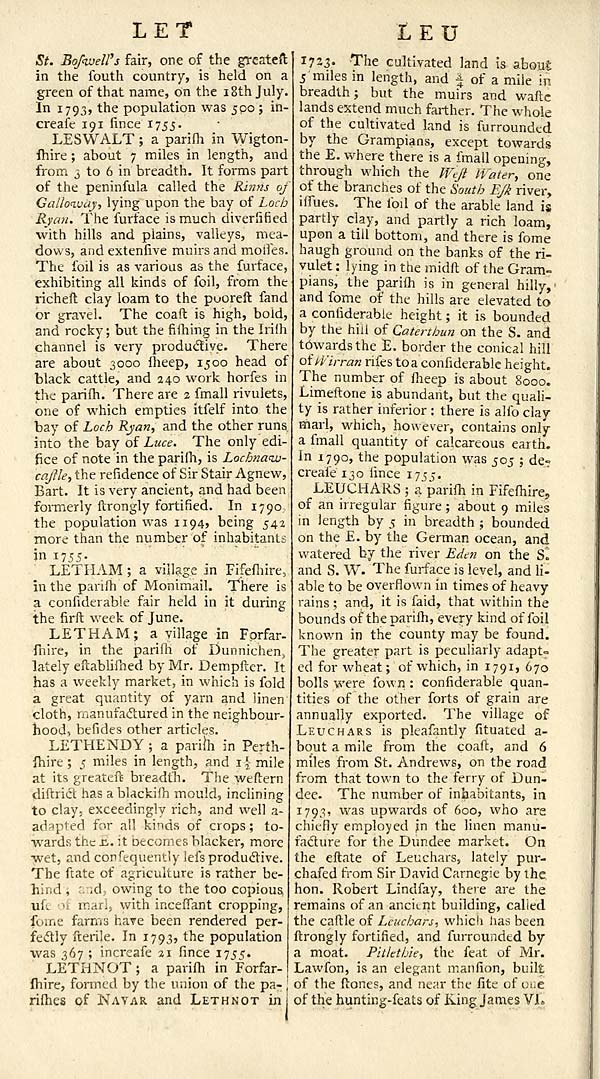 LET
St. Boſwell's fair, one of the greateſt
in the ſouth country, is held on a
green of that name, on the 18th July.
In 1793, the population was 500; in-
creaſe 191 ſince 1755.
LESWALT; a pariſh in Wigton-
ſhire; about 7 miles in length, and
from 3 to 6 in breadth. It forms part
of the peninſula called the Rinns of
Galloway, lying upon the bay of Loch
Ryan. The ſurface is much diverſified
with hills and plains, valleys, mea-
dows, and extenſive muirs and moſſes.
The ſoil is as various as the ſurface,
exhibiting all kinds of ſoil, from the
richeſt clay loam to the pooreſt ſand
or gravel. The coaſt is high, bold,
and rocky; but the fiſhing in the Iriſh
channel is very productive. There
are about 3000 ſheep, 1500 head of
black cattle, and 240 work horſes in
the pariſh. There are 2 ſmall rivulets,
one of which empties itſelf into the
bay of Loch Ryan, and the other runs
into the bay of Luce. The only edi-
fice of note in the pariſh, is Lochnaw-
caſtle, the reſidence of Sir Stair Agnew,
Bart. It is very ancient, and had been
formerly ſtrongly fortified. In 1790,
the population was 1194, being 542
more than the number of inhabitants
in 1755.
LETHAM; a village in Fifeſhire,
in the pariſh of Monimail. There is
a conſiderable fair held in it during
the firſt week of June.
LETHAM; a village in Forfar-
ſhire, in the pariſh of Dunnichen,
lately eſtabliſhed by Mr. Dempſter. It
has a weekly market, in which is ſold
a great quantity of yarn and linen
cloth, manufactured in the neighbour-
hood, beſides other articles.
LETHENDY; a pariſh in Perth-
ſhire; 5 miles in length, and 1½ mile
at its greateſt breadth. The weſtern
diſtrict has a blackiſh mould, inclining
to clay, exceedingly rich, and well a-
adapted for all kinds of crops; to-
wards the E. it becomes blacker, more
wet, and conſequently leſs productive.
The ſtate of agriculture is rather be-
hind; and, owing to the too copious
uſe of marl, with inceſſant cropping,
ſome farms have been rendered per-
fectly ſterile. In 1793, the population
was 367; increaſe 21 ſince 1755.
LETHNOT; a pariſh in Forfar-
ſhire, formed by the union of the pa-
riſhes of NAVAR and LETHNOT in
LEU
1723. The cultivated land is about
5 miles in length, and ¾ of a mile in
breadth; but the muirs and waſte
lands extend much farther. The whole
of the cultivated land is ſurrounded
by the Grampians, except towards
the E. where there is a ſmall opening,
through which the Weſt Water, one
of the branches of the South Eſk river,
iſſues. The ſoil of the arable land is
partly clay, and partly a rich loam,
upon a till bottom, and there is ſome
haugh ground on the banks of the ri-
vulet: lying in the midſt of the Gram-
pians, the pariſh is in general hilly,
and ſome of the hills are elevated to
a conſiderable height; it is bounded
by the hill of Caterthun on the S. and
towards the E. border the conical hill
of Wirran riſes to a conſiderable height.
The number of ſheep is about 8000.
Limeſtone is abundant, but the quali-
ty is rather inferior: there is alſo clay
marl, which, however, contains only
a ſmall quantity of calcareous earth.
In 1790, the population was 505; de-
creaſe 130 ſince 1755.
LEUCHARS; a pariſh in Fifeſhire,
of an irregular figure; about 9 miles
in length by 5 in breadth; bounded
on the E. by the German ocean, and
watered by the river Eden on the S.
and S. W. The ſurface is level, and li-
able to be overflown in times of heavy
rains; and, it is ſaid, that within the
bounds of the pariſh, every kind of ſoil
known in the county may be found.
The greater part is peculiarly adapt-
ed for wheat; of which, in 1791, 670
bolls were ſown: conſiderable quan-
tities of the other ſorts of grain are
annually exported. The village of
LEUCHARS is pleaſantly ſituated a-
bout a mile from the coaſt, and 6
miles from St. Andrews, on the road
from that town to the ferry of Dun-
dee. The number of inhabitants, in
1793, was upwards of 600, who are
chiefly employed in the linen manu-
facture for the Dundee market. On
the eſtate of Leuchars, lately pur-
chaſed from Sir David Carnegie by the
hon. Robert Lindſay, there are the
remains of an ancient building, called
the caſtle of Leuchars, which has been
ſtrongly fortified, and ſurrounded by
a moat. Pitlethie, the ſeat of Mr.
Lawſon, is an elegant manſion, built
of the ſtones, and near the ſite of one
of the hunting-ſeats of King James VI.